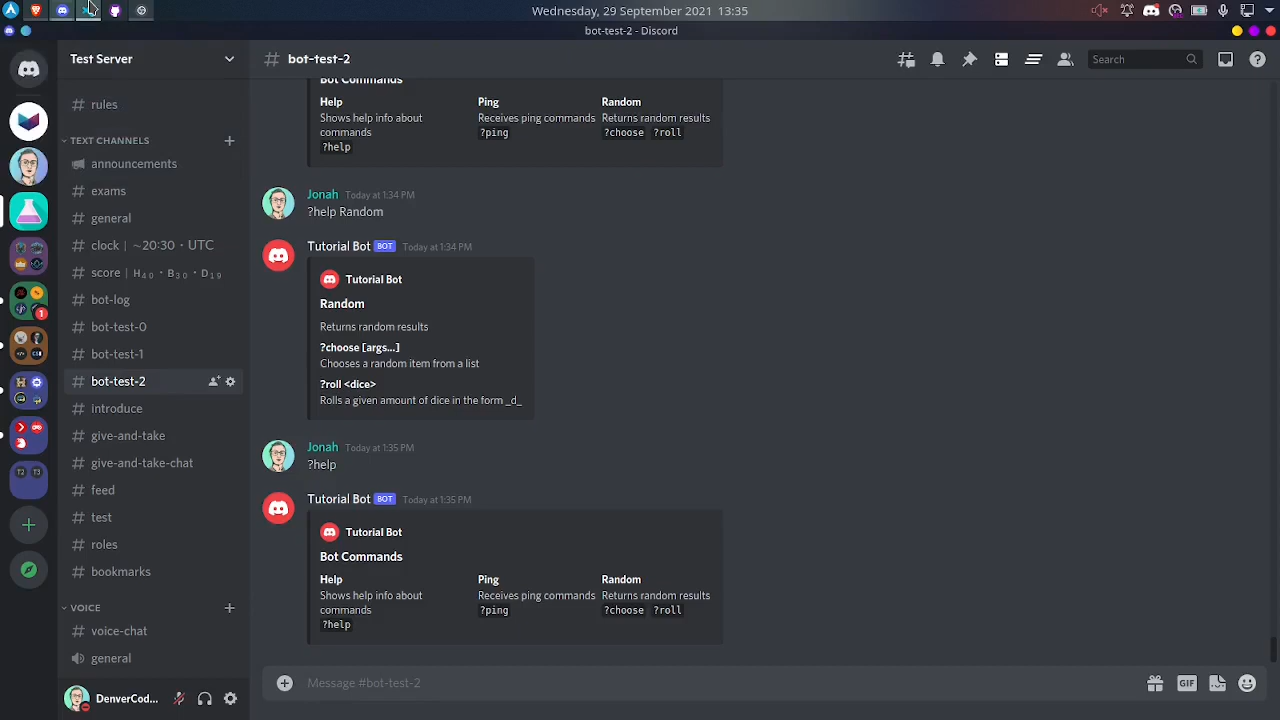 Wednesday, 29 September 2021 13:35
bot-test-2 - Discord
Test Server
bot-test-2
Search
rules
TEXT CHANNELS
announcements
exams
general
clock | ~20:30・UTC
score | H₄₀・B₃₀・D₁₉
bot-log
bot-test-0
bot-test-1
bot-test-2
introduce
give-and-take
give-and-take-chat
feed
test
roles
bookmarks
VOICE
voice-chat
general
DenverCod...
1
T2 T3
Bot Commands
Help Ping Random
Shows help info about Receives ping commands Returns random results
commands ?ping ?choose ?roll
?help
Jonah Today at 1:34 PM
?help Random
Tutorial Bot BOT Today at 1:34 PM
Tutorial Bot
Random
Returns random results
?choose [args...]
Chooses a random item from a list
?roll <dice>
Rolls a given amount of dice in the form _d_
Jonah Today at 1:35 PM
?help
Tutorial Bot BOT Today at 1:35 PM
Tutorial Bot
Bot Commands
Help Ping Random
Shows help info about Receives ping commands Returns random results
commands ?ping ?choose ?roll
?help
Message #bot-test-2
GIF